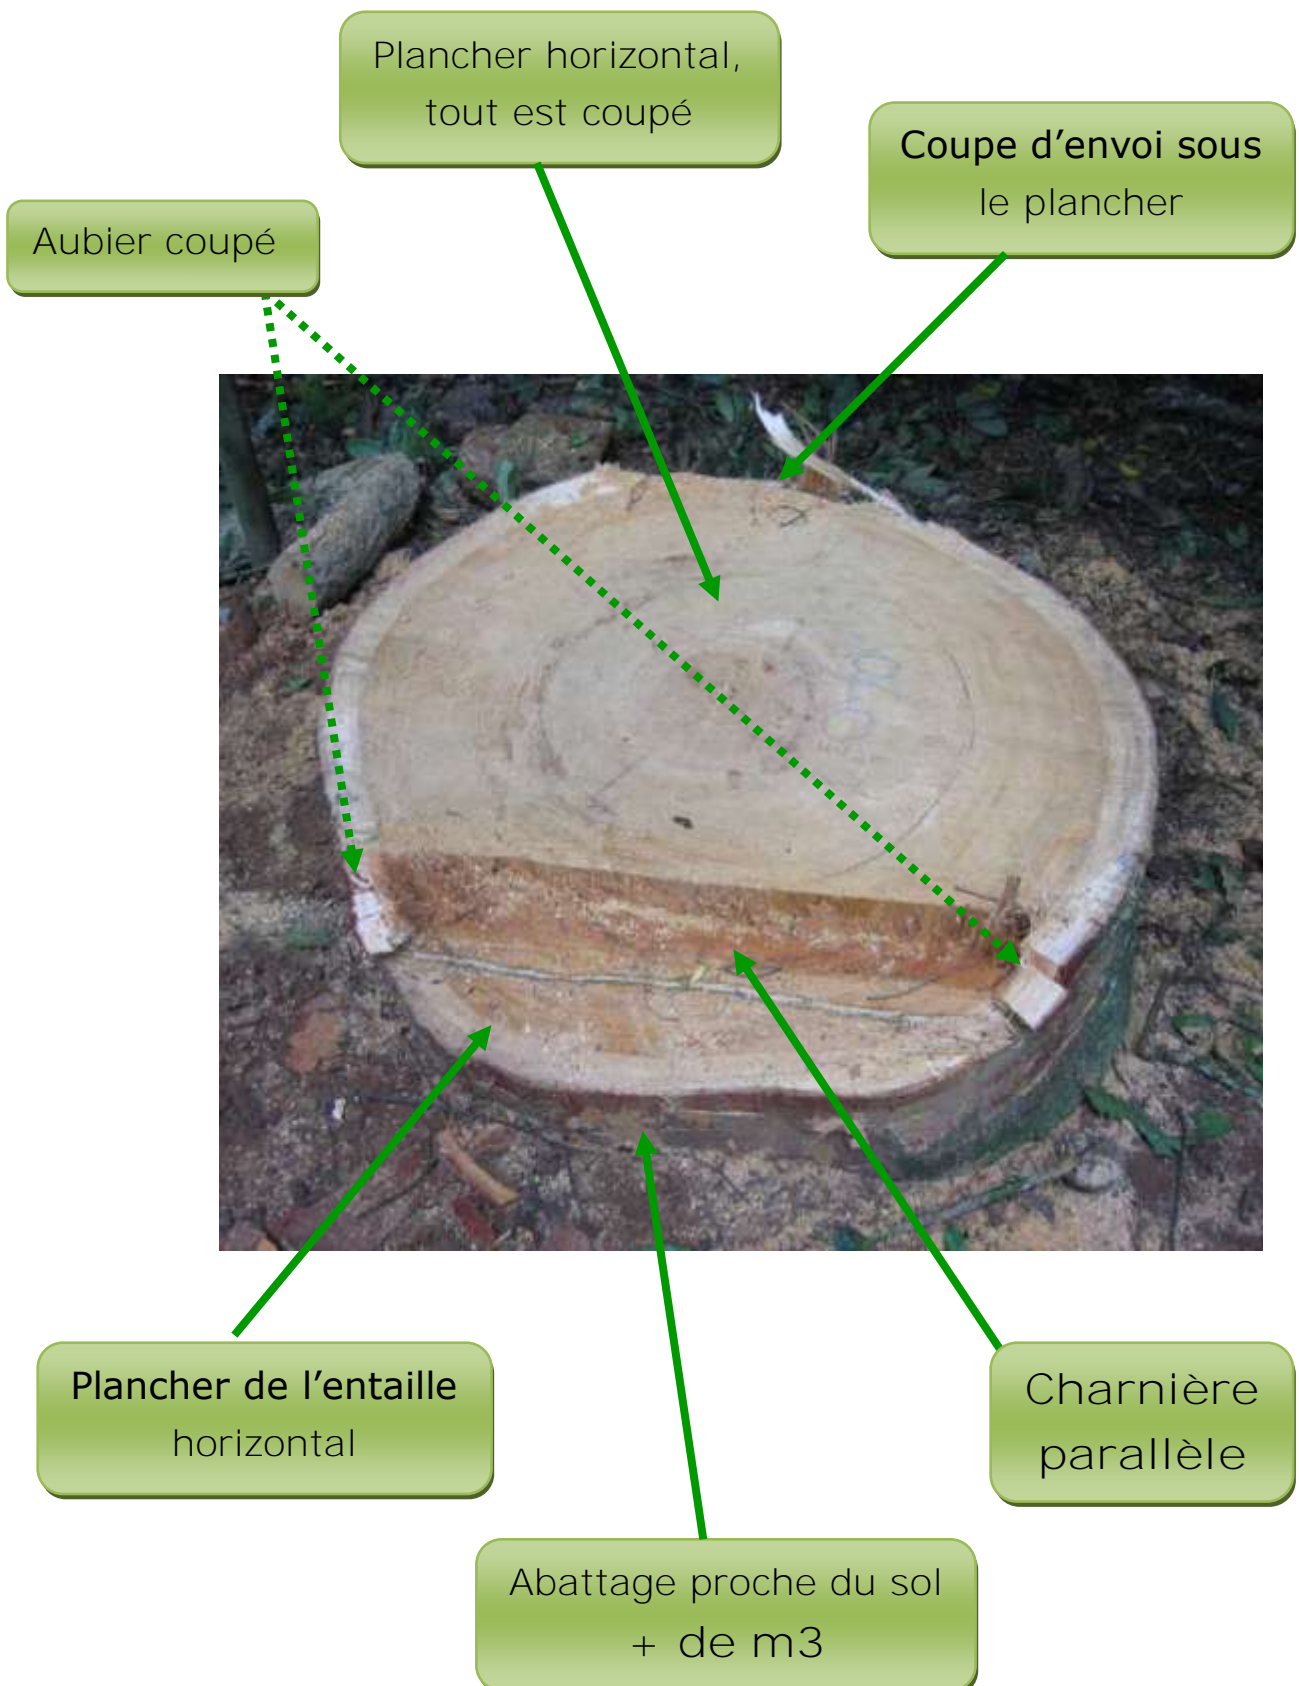 Plancher horizontal,
tout est coupé
Coupe d’envoi sous
le plancher
Aubier coupé
Plancher de l’entaille
horizontal
Charnière
parallèle
Abattage proche du sol
+ de m3